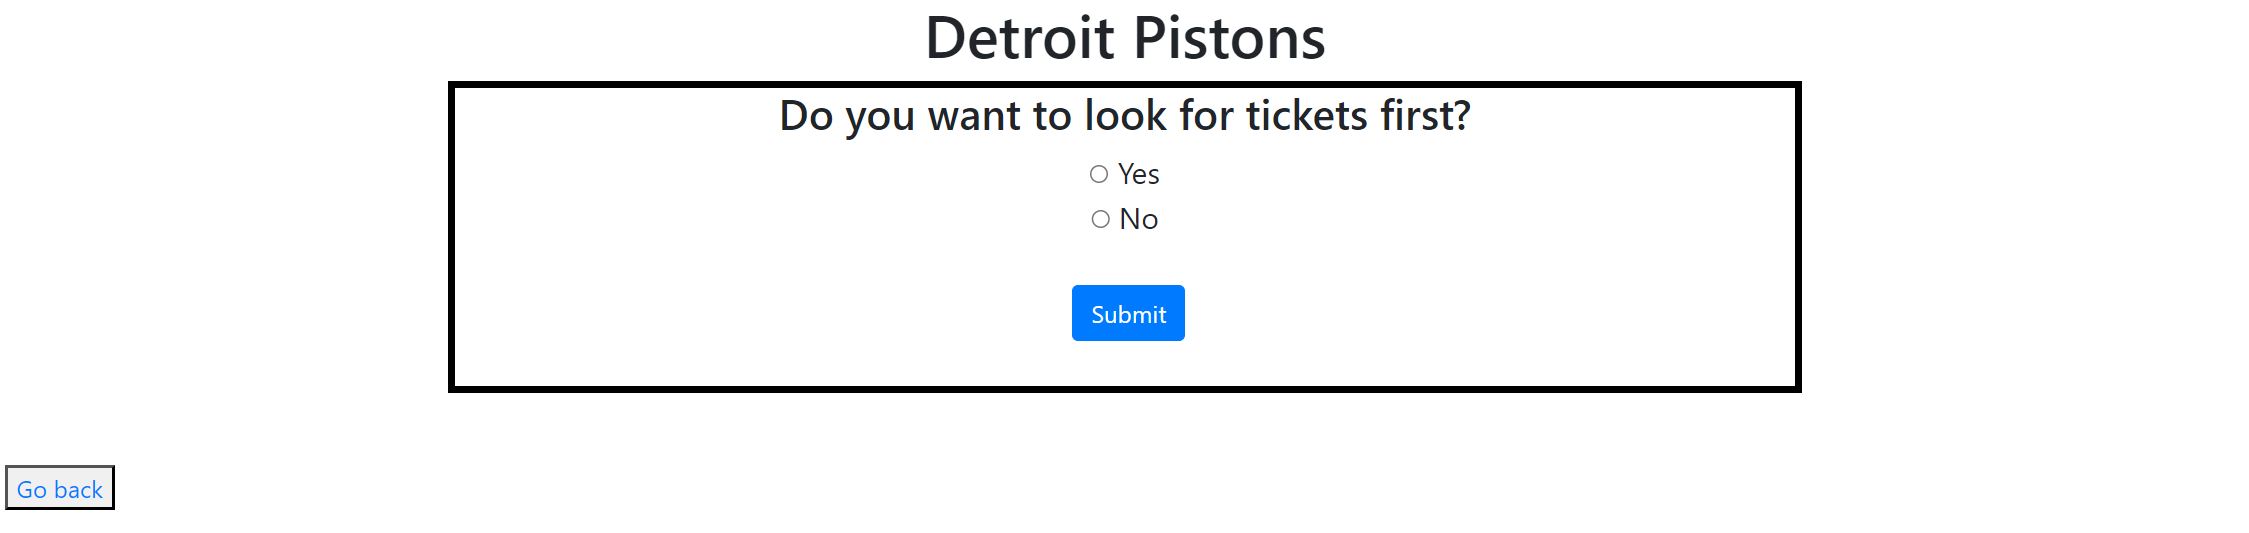 Detroit Pistons
Do you want to look for tickets first?
Yes
No
Submit
Go back